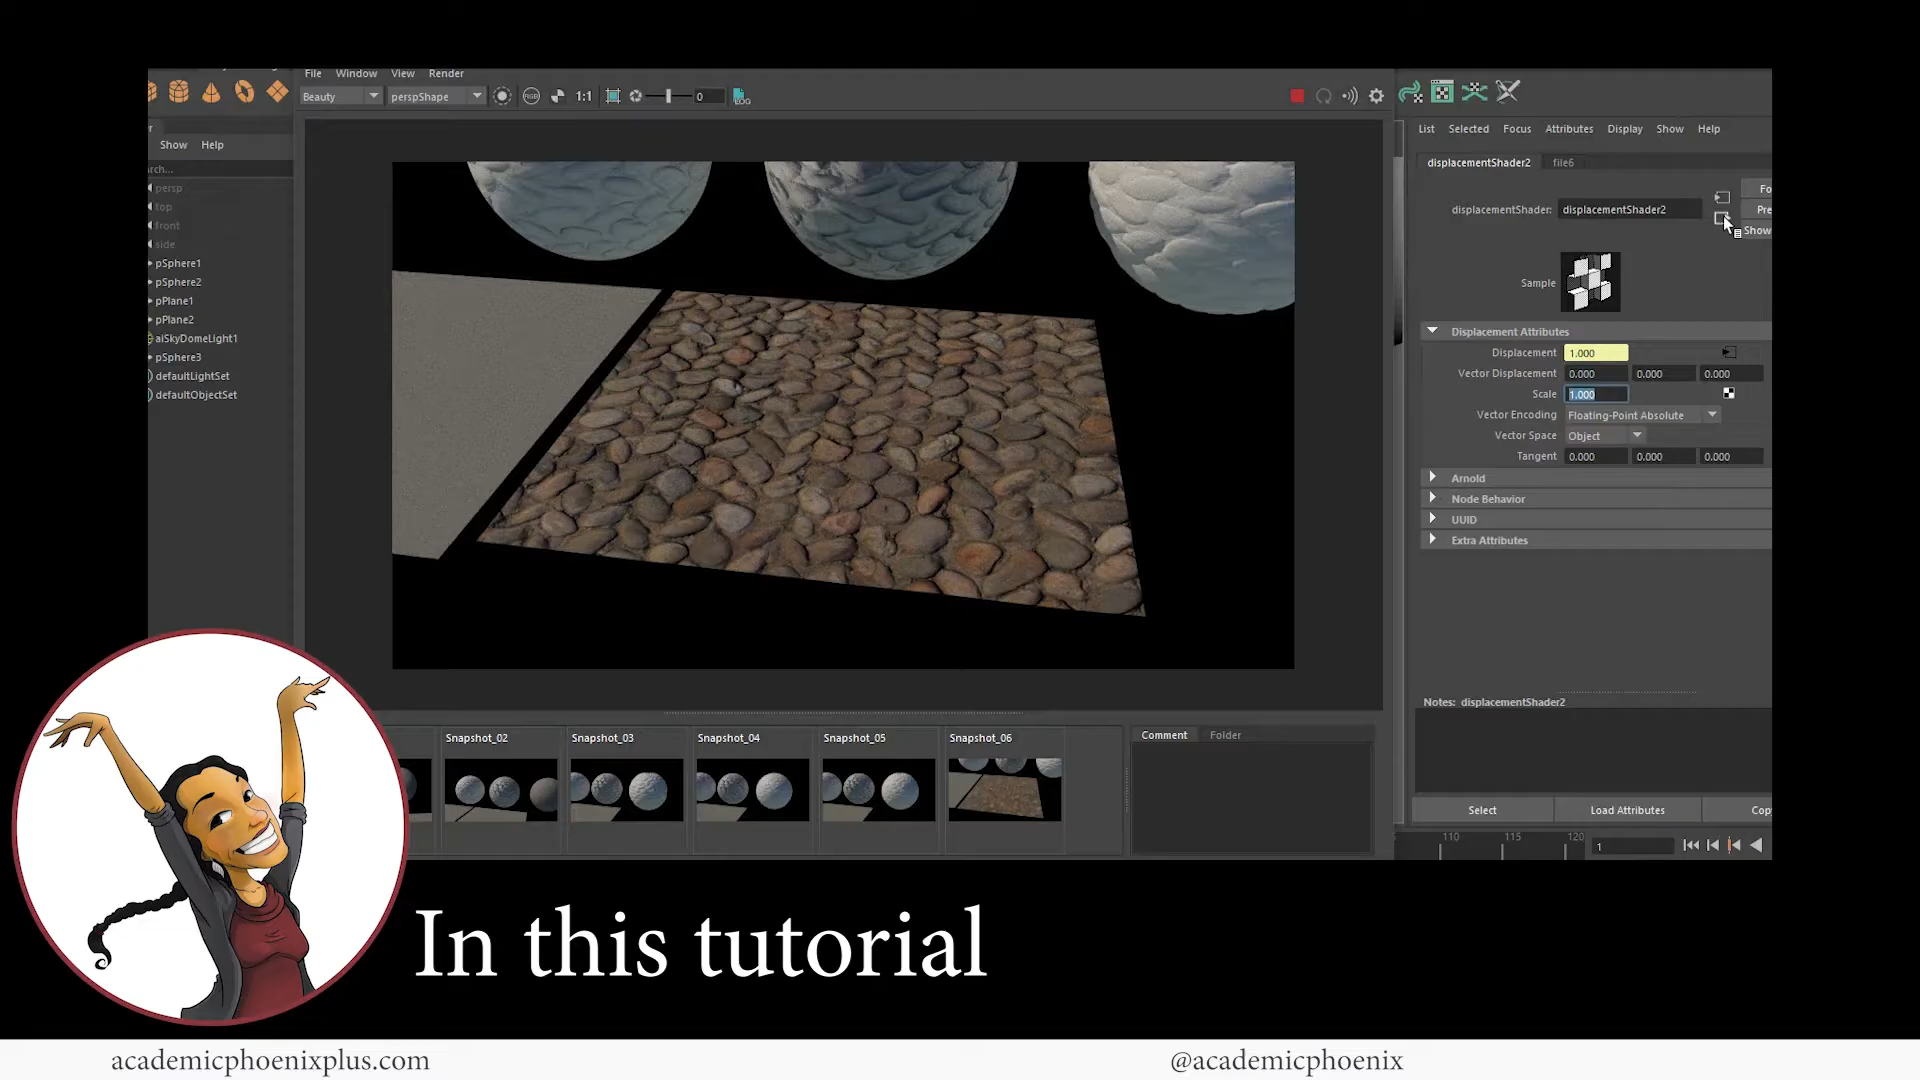 File Window View Render
Beauty perspShape 1:1 0 LOG
Show Help
persp
top
front
side
pSphere1
pSphere2
pPlane1
pPlane2
aiSkyDomeLight1
pSphere3
defaultLightSet
defaultObjectSet
List Selected Focus Attributes Display Show Help
displacementShader2 file6
displacementShader: displacementShader2
Show
Sample
Displacement Attributes
Displacement 1.000
Vector Displacement 0.000 0.000 0.000
Scale 1.000
Vector Encoding Floating-Point Absolute
Vector Space Object
Tangent 0.000 0.000 0.000
Arnold
Node Behavior
UUID
Extra Attributes
Notes: displacementShader2
Select Load Attributes
110 115 120 1
Snapshot_02 Snapshot_03 Snapshot_04 Snapshot_05 Snapshot_06
Comment Folder
In this tutorial
academicphoenixplus.com @academicphoenix